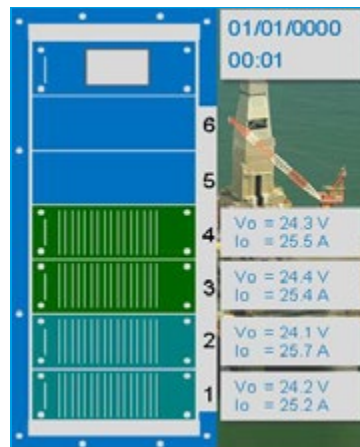 01/01/0000
00:01
6
5
4
Vo = 24.3 V
Io = 25.5 A
3
Vo = 24.4 V
Io = 25.4 A
2
Vo = 24.1 V
Io = 25.7 A
1
Vo = 24.2 V
Io = 25.2 A